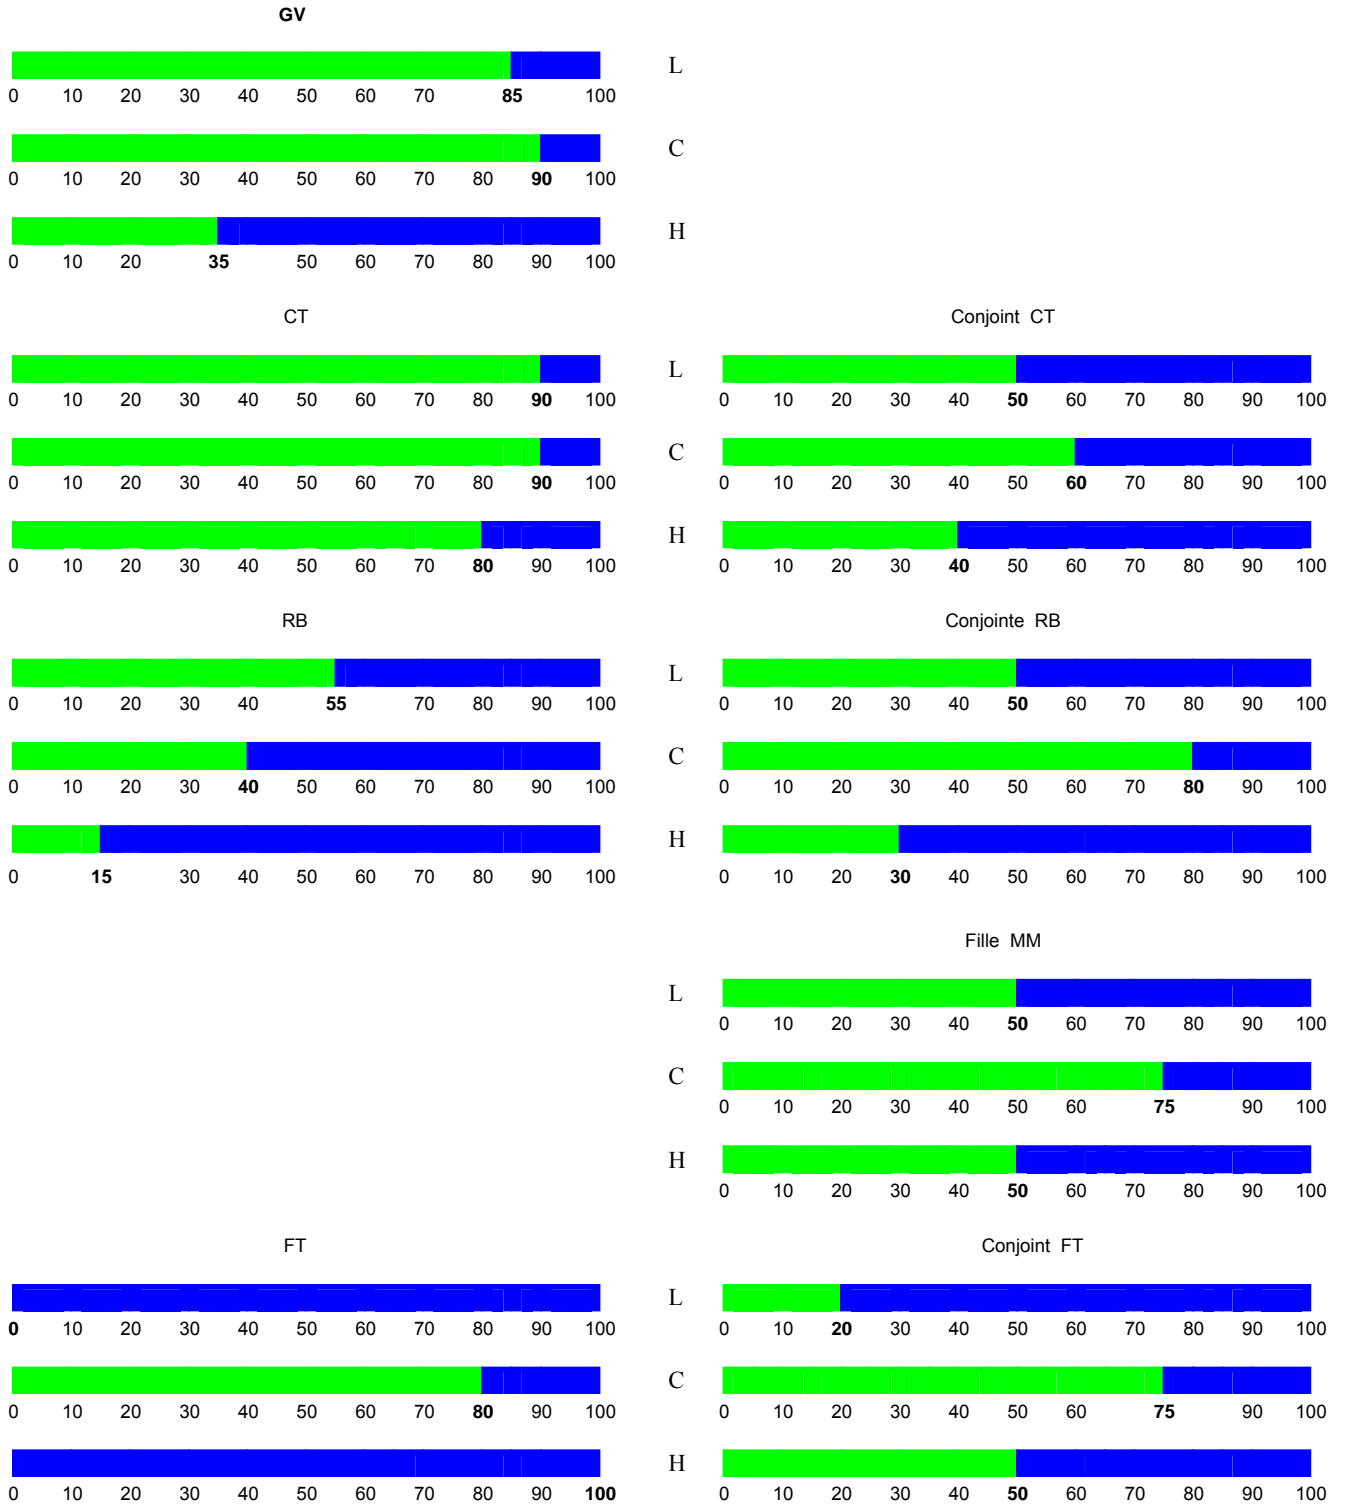 GV
L
0 10 20 30 40 50 60 70 85 100
C
0 10 20 30 40 50 60 70 80 90 100
H
0 10 20 35 50 60 70 80 90 100
CT Conjoint CT
L
0 10 20 30 40 50 60 70 80 90 100 0 10 20 30 40 50 60 70 80 90 100
C
0 10 20 30 40 50 60 70 80 90 100 0 10 20 30 40 50 60 70 80 90 100
H
0 10 20 30 40 50 60 70 80 90 100 0 10 20 30 40 50 60 70 80 90 100
RB Conjointe RB
L
0 10 20 30 40 55 70 80 90 100 0 10 20 30 40 50 60 70 80 90 100
C
0 10 20 30 40 50 60 70 80 90 100 0 10 20 30 40 50 60 70 80 90 100
H
0 15 30 40 50 60 70 80 90 100 0 10 20 30 40 50 60 70 80 90 100
Fille MM
L
0 10 20 30 40 50 60 70 80 90 100
C
0 10 20 30 40 50 60 75 90 100
H
0 10 20 30 40 50 60 70 80 90 100
FT Conjoint FT
L
0 10 20 30 40 50 60 70 80 90 100 0 10 20 30 40 50 60 70 80 90 100
C
0 10 20 30 40 50 60 70 80 90 100 0 10 20 30 40 50 60 75 90 100
H
0 10 20 30 40 50 60 70 80 90 100 0 10 20 30 40 50 60 70 80 90 100